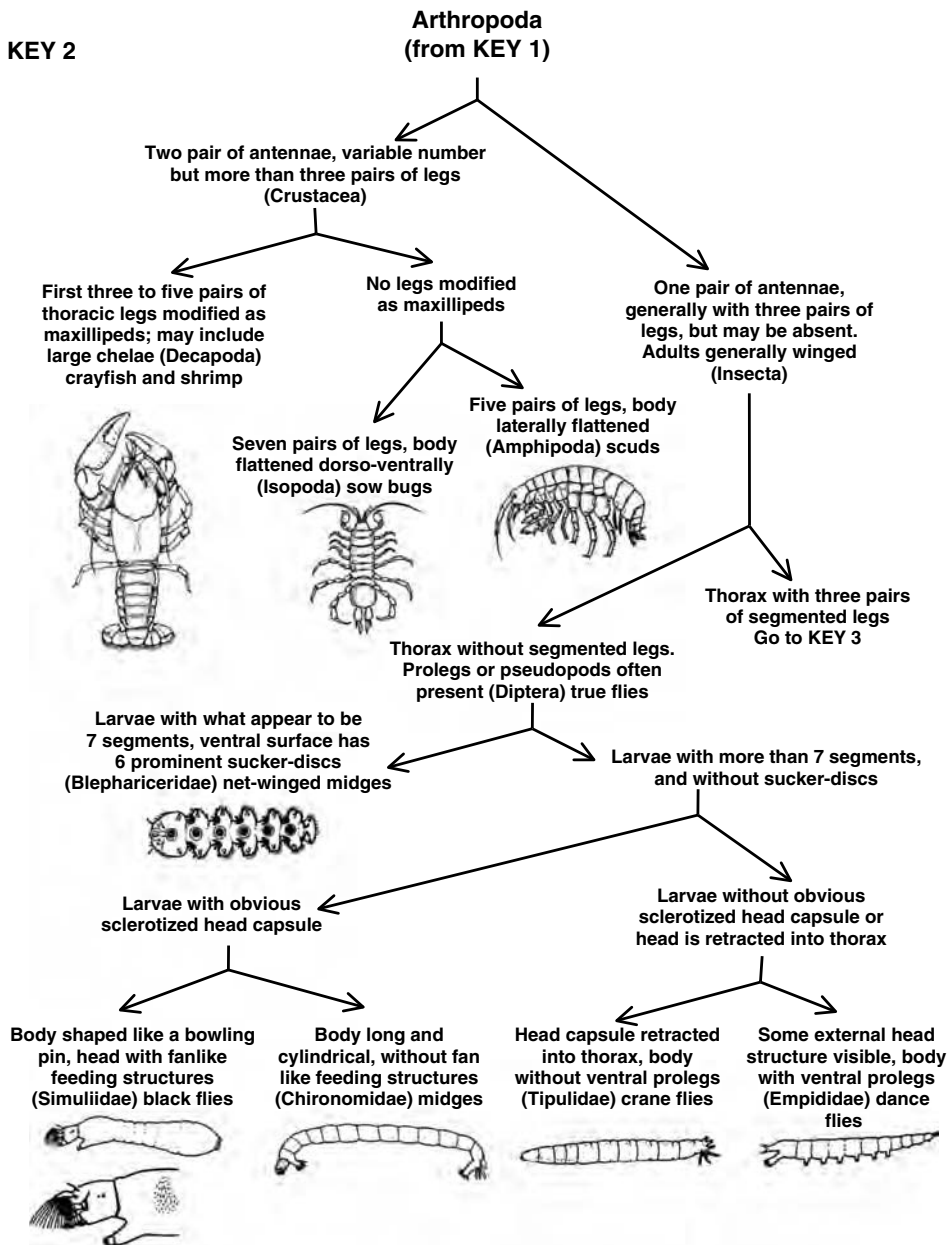 KEY 2
Arthropoda
(from KEY 1)
Two pair of antennae, variable number
but more than three pairs of legs
(Crustacea)
First three to five pairs of
thoracic legs modified as
maxillipeds; may include
large chelae (Decapoda)
crayfish and shrimp
No legs modified
as maxillipeds
One pair of antennae,
generally with three pairs of
legs, but may be absent.
Adults generally winged
(Insecta)
Seven pairs of legs, body
flattened dorso-ventrally
(Isopoda) sow bugs
Five pairs of legs, body
laterally flattened
(Amphipoda) scuds
Thorax with three pairs
of segmented legs
Go to KEY 3
Thorax without segmented legs.
Prolegs or pseudopods often
present (Diptera) true flies
Larvae with what appear to be
7 segments, ventral surface has
6 prominent sucker-discs
(Blephariceridae) net-winged midges
Larvae with more than 7 segments,
and without sucker-discs
Larvae with obvious
sclerotized head capsule
Larvae without obvious
sclerotized head capsule or
head is retracted into thorax
Body shaped like a bowling
pin, head with fanlike
feeding structures
(Simuliidae) black flies
Body long and
cylindrical, without fan
like feeding structures
(Chironomidae) midges
Head capsule retracted
into thorax, body
without ventral prolegs
(Tipulidae) crane flies
Some external head
structure visible, body
with ventral prolegs
(Empididae) dance
flies